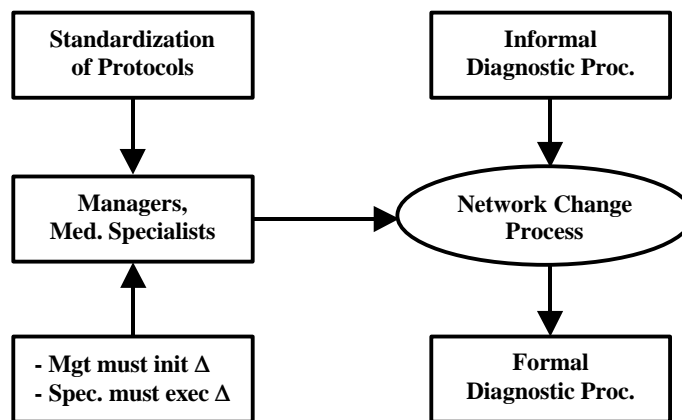 Standardization
of Protocols
Informal
Diagnostic Proc.
Managers,
Med. Specialists
Network Change
Process
- Mgt must init Δ
- Spec. must exec Δ
Formal
Diagnostic Proc.